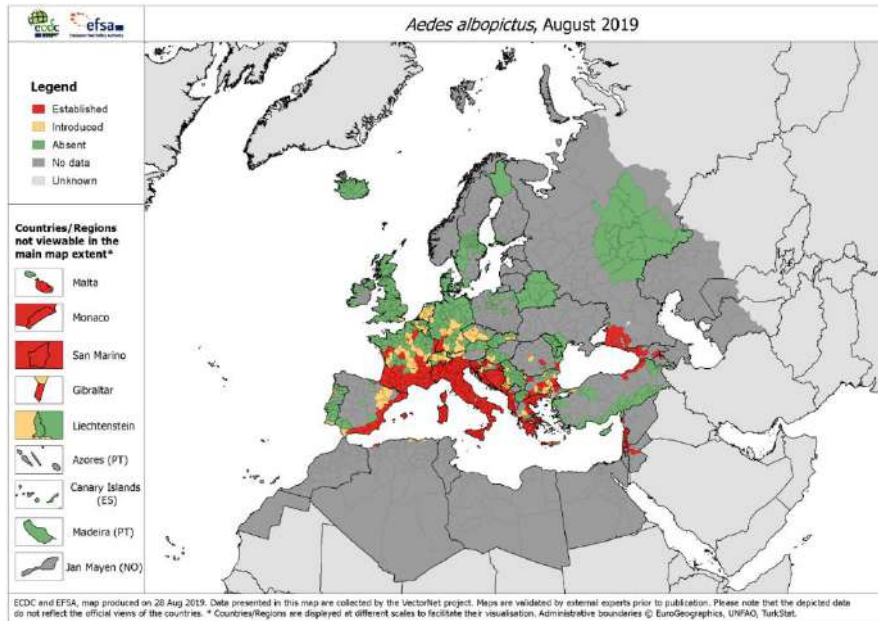 ecdc
efsa
Aedes albopictus, August 2019
Legend
Established
Introduced
Absent
No data
Unknown
Countries/Regions
not viewable in the
main map extent*
Malta
Monaco
San Marino
Gibraltar
Liechtenstein
Azores (PT)
Canary Islands
(ES)
Madeira (PT)
Jan Mayen (NO)
ECDC and EFSA, map produced on 28 Aug 2019. Data presented in this map are collected by the VectorNet project. Maps are validated by external experts prior to publication. Please note that the depicted data
do not reflect the official views of the countries. * Countries/Regions are displayed at different scales to facilitate their visualisation. Administrative boundaries © EuroGeographics, UNFAO, TurkStat.